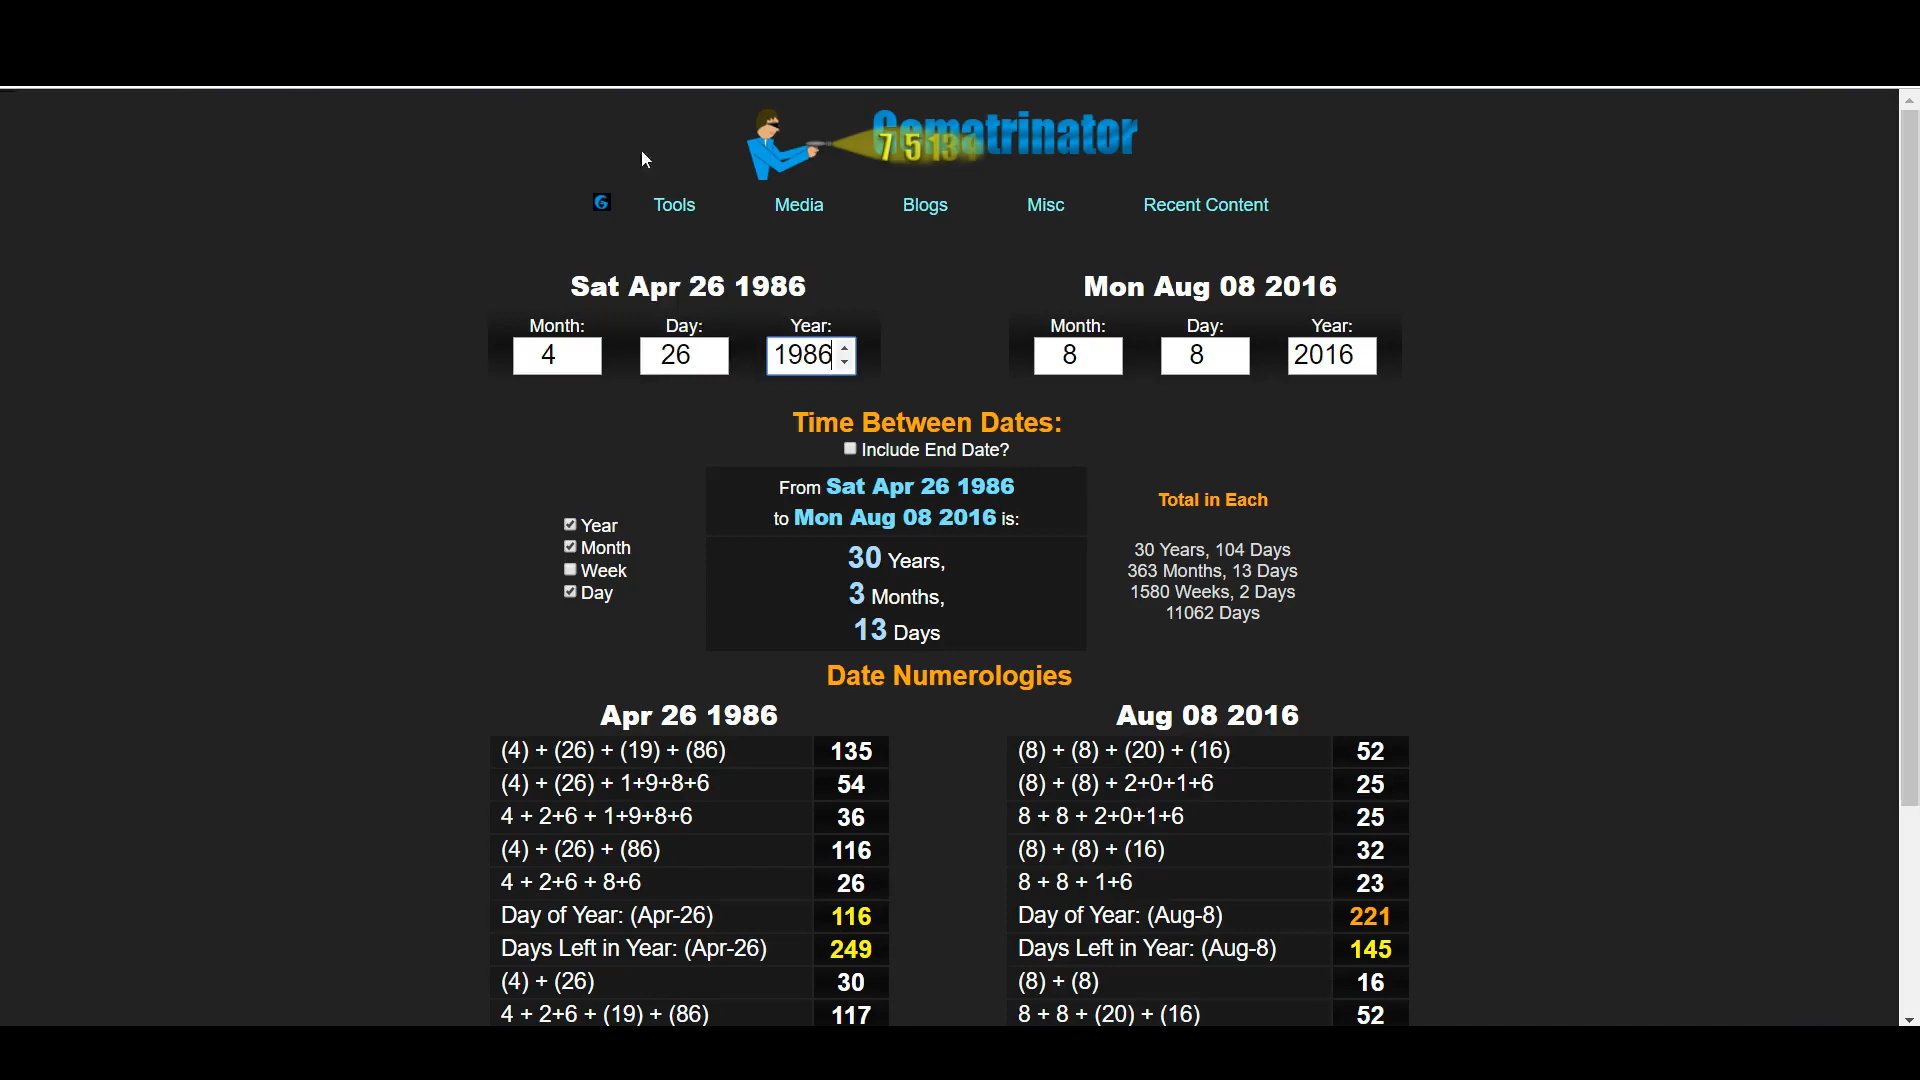 Gematrinator
7 5 13
G Tools Media Blogs Misc Recent Content
Sat Apr 26 1986 Mon Aug 08 2016
Month: Day: Year: Month: Day: Year:
4 26 1986 8 8 2016
Time Between Dates:
Include End Date?
From Sat Apr 26 1986
to Mon Aug 08 2016 is:
Total in Each
Year
Month
Week
Day
30 Years,
3 Months,
13 Days
30 Years, 104 Days
363 Months, 13 Days
1580 Weeks, 2 Days
11062 Days
Date Numerologies
Apr 26 1986 Aug 08 2016
(4) + (26) + (19) + (86) 135 (8) + (8) + (20) + (16) 52
(4) + (26) + 1+9+8+6 54 (8) + (8) + 2+0+1+6 25
4 + 2+6 + 1+9+8+6 36 8 + 8 + 2+0+1+6 25
(4) + (26) + (86) 116 (8) + (8) + (16) 32
4 + 2+6 + 8+6 26 8 + 8 + 1+6 23
Day of Year: (Apr-26) 116 Day of Year: (Aug-8) 221
Days Left in Year: (Apr-26) 249 Days Left in Year: (Aug-8) 145
(4) + (26) 30 (8) + (8) 16
4 + 2+6 + (19) + (86) 117 8 + 8 + (20) + (16) 52